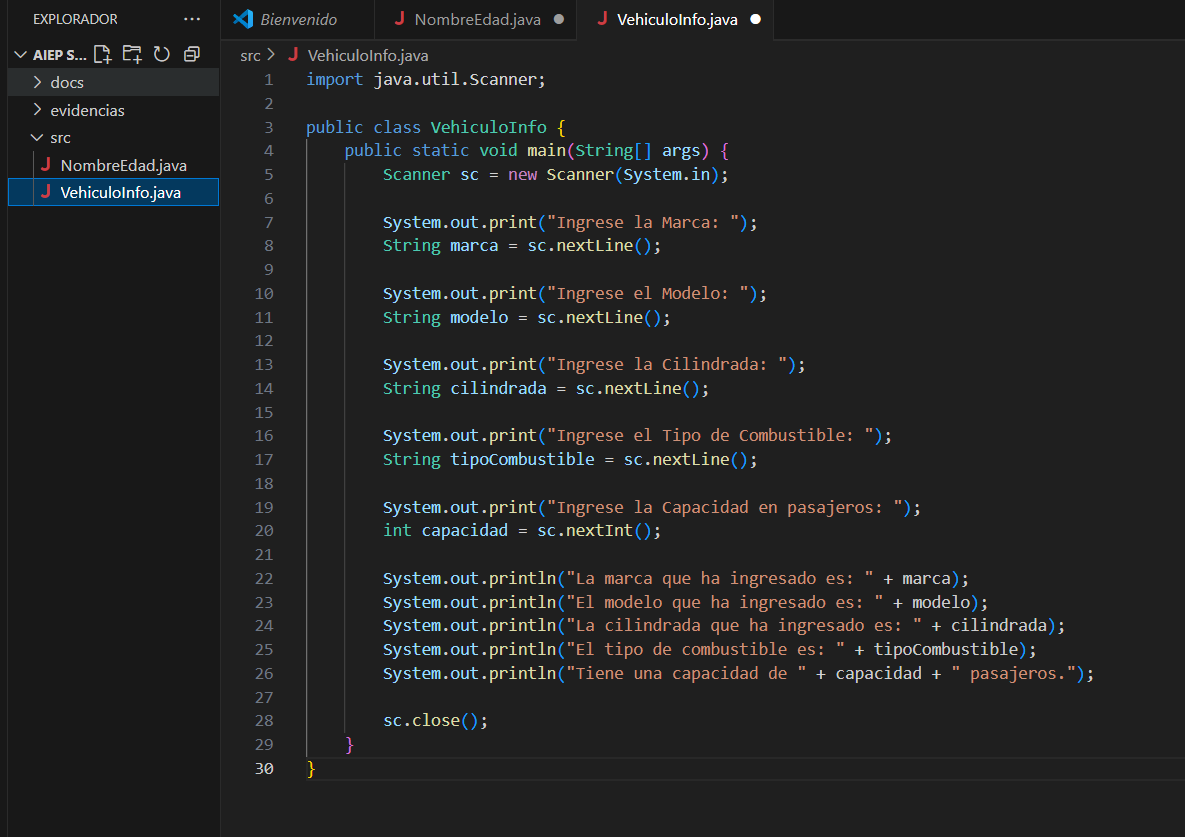 EXPLORADOR ···
AIEP S...
docs
evidencias
src
J NombreEdad.java
J VehiculoInfo.java
Bienvenido
J NombreEdad.java
J VehiculoInfo.java
src > J VehiculoInfo.java
1 import java.util.Scanner;
2
3 public class VehiculoInfo {
4 public static void main(String[] args) {
5 Scanner sc = new Scanner(System.in);
6
7 System.out.print("Ingrese la Marca: ");
8 String marca = sc.nextLine();
9
10 System.out.print("Ingrese el Modelo: ");
11 String modelo = sc.nextLine();
12
13 System.out.print("Ingrese la Cilindrada: ");
14 String cilindrada = sc.nextLine();
15
16 System.out.print("Ingrese el Tipo de Combustible: ");
17 String tipoCombustible = sc.nextLine();
18
19 System.out.print("Ingrese la Capacidad en pasajeros: ");
20 int capacidad = sc.nextInt();
21
22 System.out.println("La marca que ha ingresado es: " + marca);
23 System.out.println("El modelo que ha ingresado es: " + modelo);
24 System.out.println("La cilindrada que ha ingresado es: " + cilindrada);
25 System.out.println("El tipo de combustible es: " + tipoCombustible);
26 System.out.println("Tiene una capacidad de " + capacidad + " pasajeros.");
27
28 sc.close();
29 }
30 }